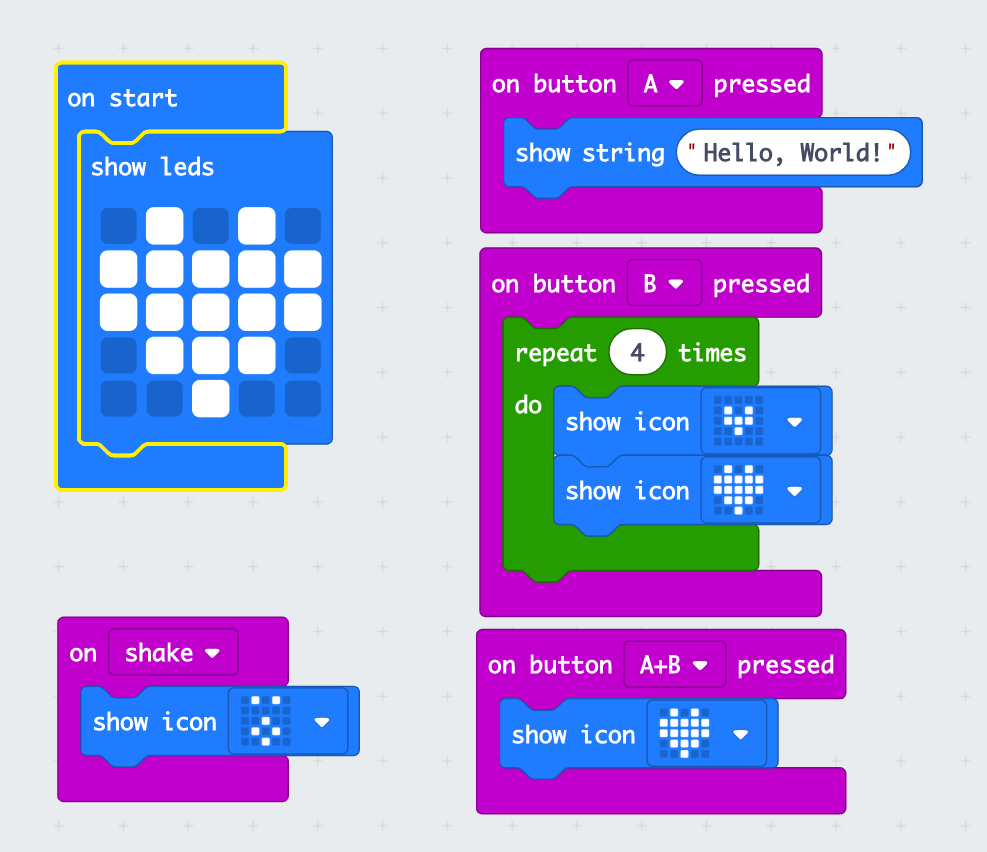 on start
show leds
on button A pressed
show string "Hello, World!"
on button B pressed
repeat 4 times
do
show icon
show icon
on shake
show icon
on button A+B pressed
show icon